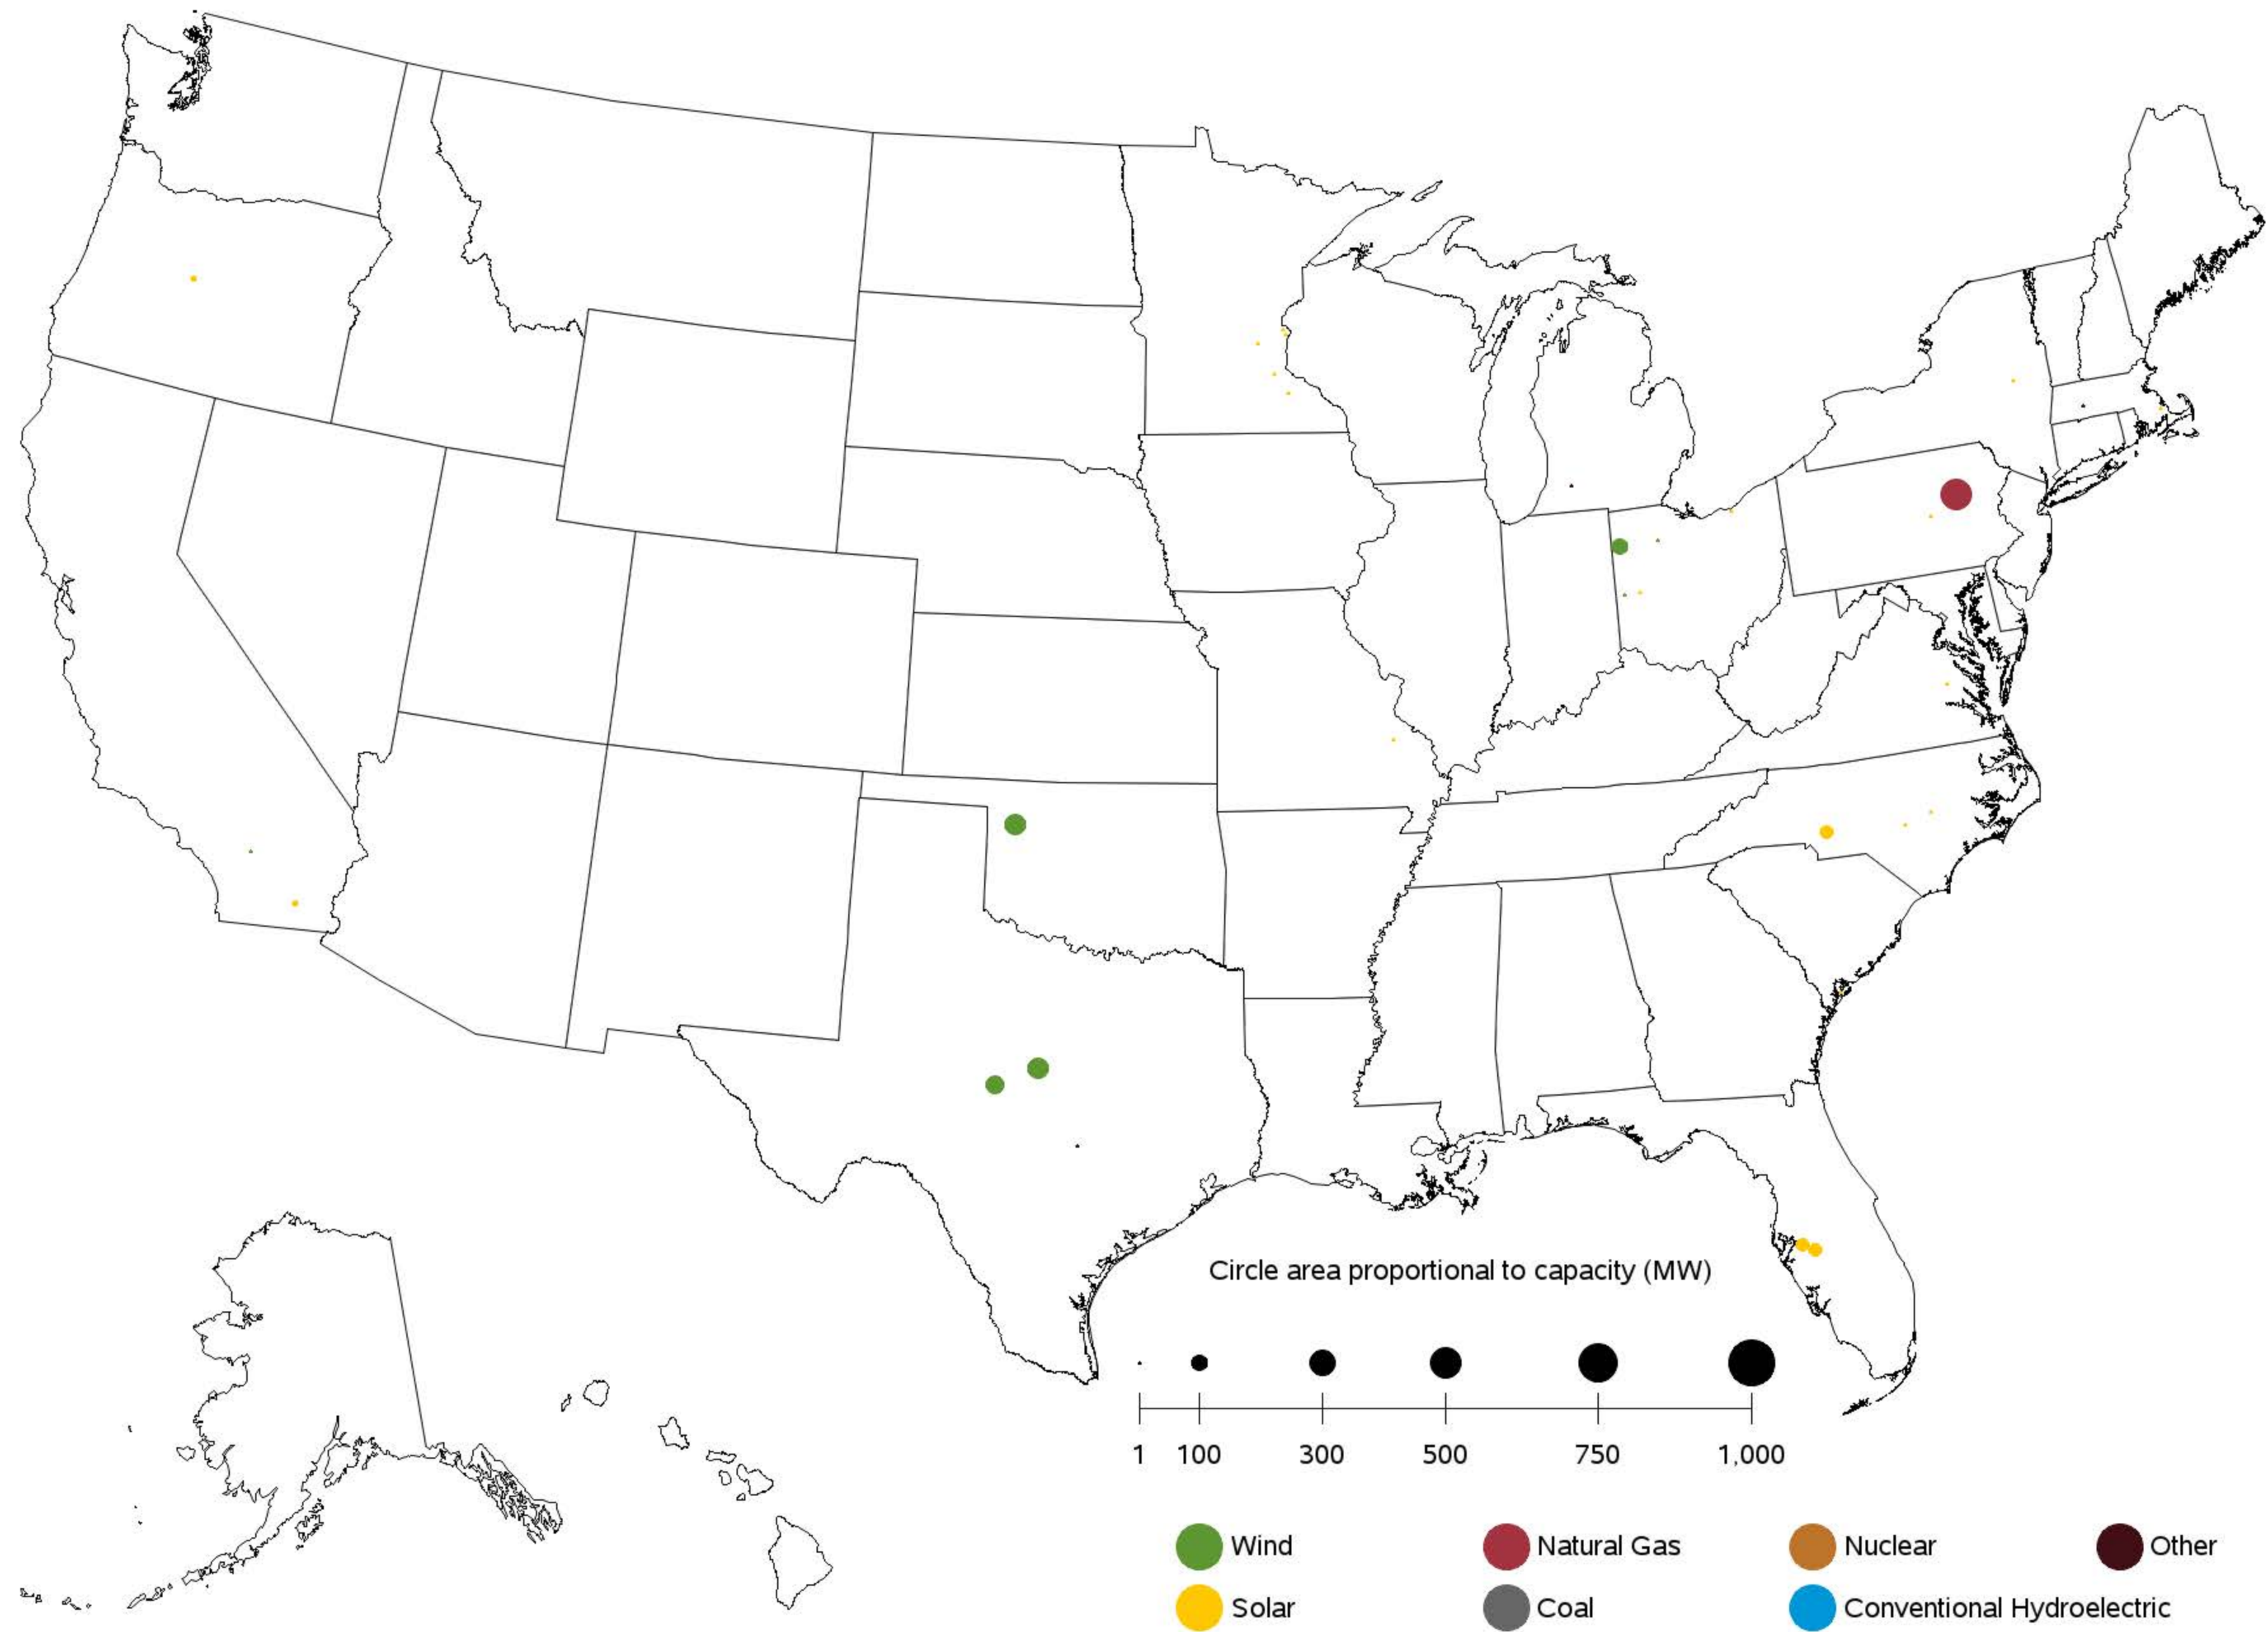 Circle area proportional to capacity (MW)
1 100 300 500 750 1,000
Wind Natural Gas Nuclear Other
Solar Coal Conventional Hydroelectric